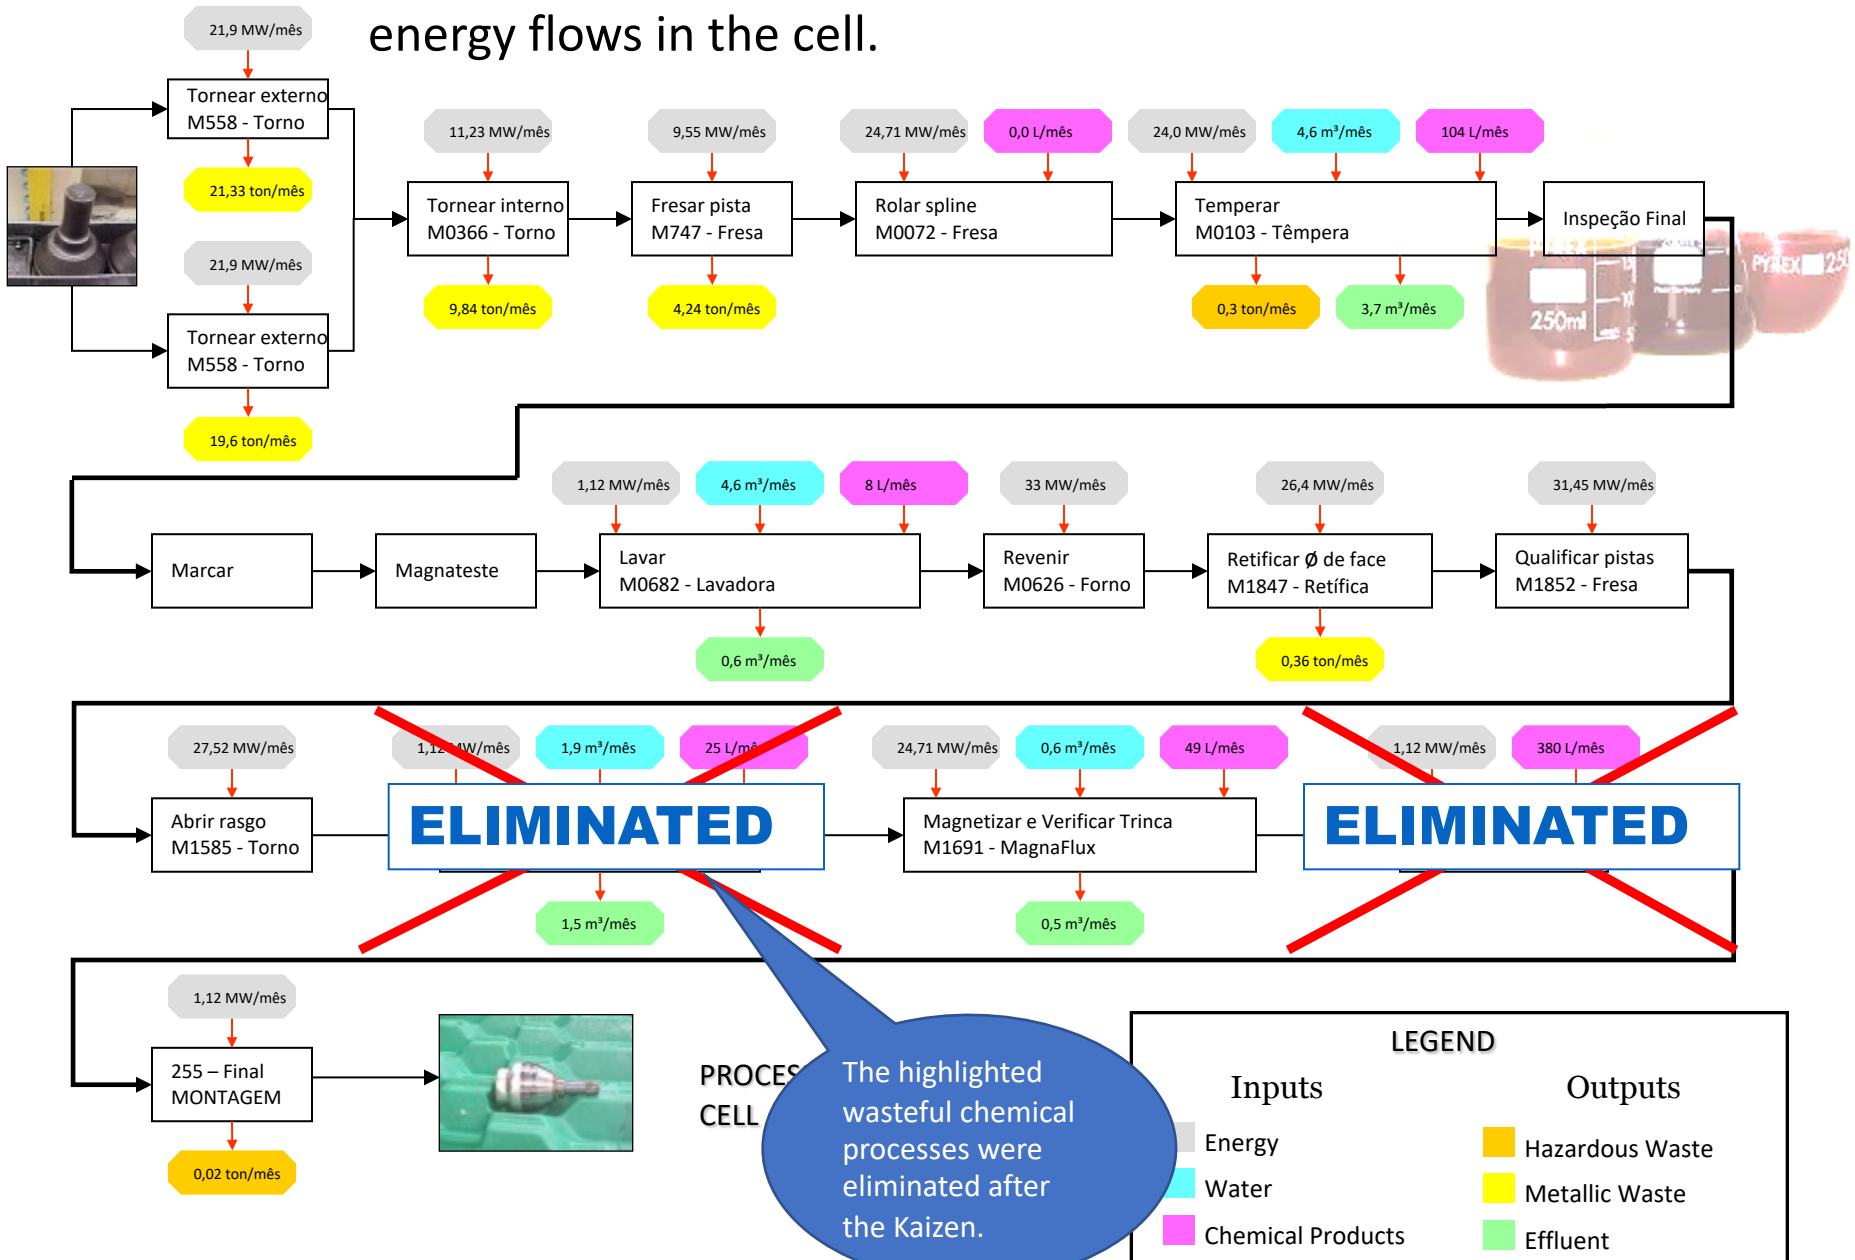 energy flows in the cell.
21,9 MW/mês
Tornear externo
M558 - Torno
21,33 ton/mês
21,9 MW/mês
Tornear externo
M558 - Torno
19,6 ton/mês
11,23 MW/mês
Tornear interno
M0366 - Torno
9,84 ton/mês
9,55 MW/mês
Fresar pista
M747 - Fresa
4,24 ton/mês
24,71 MW/mês
0,0 L/mês
Rolar spline
M0072 - Fresa
24,0 MW/mês
4,6 m³/mês
104 L/mês
Temperar
M0103 - Têmpera
0,3 ton/mês
3,7 m³/mês
Inspeção Final
250ml
PYREX
250
Marcar
Magnateste
1,12 MW/mês
4,6 m³/mês
8 L/mês
Lavar
M0682 - Lavadora
0,6 m³/mês
33 MW/mês
Revenir
M0626 - Forno
26,4 MW/mês
Retificar Ø de face
M1847 - Retífica
0,36 ton/mês
31,45 MW/mês
Qualificar pistas
M1852 - Fresa
27,52 MW/mês
Abrir rasgo
M1585 - Torno
1,12 MW/mês
1,9 m³/mês
25 L/mês
ELIMINATED
1,5 m³/mês
24,71 MW/mês
0,6 m³/mês
49 L/mês
Magnetizar e Verificar Trinca
M1691 - MagnaFlux
0,5 m³/mês
1,12 MW/mês
380 L/mês
ELIMINATED
1,12 MW/mês
255 – Final
MONTAGEM
0,02 ton/mês
CELL
The highlighted
wasteful chemical
processes were
eliminated after
the Kaizen.
LEGEND
Inputs
Outputs
Energy
Water
Chemical Products
Hazardous Waste
Metallic Waste
Effluent